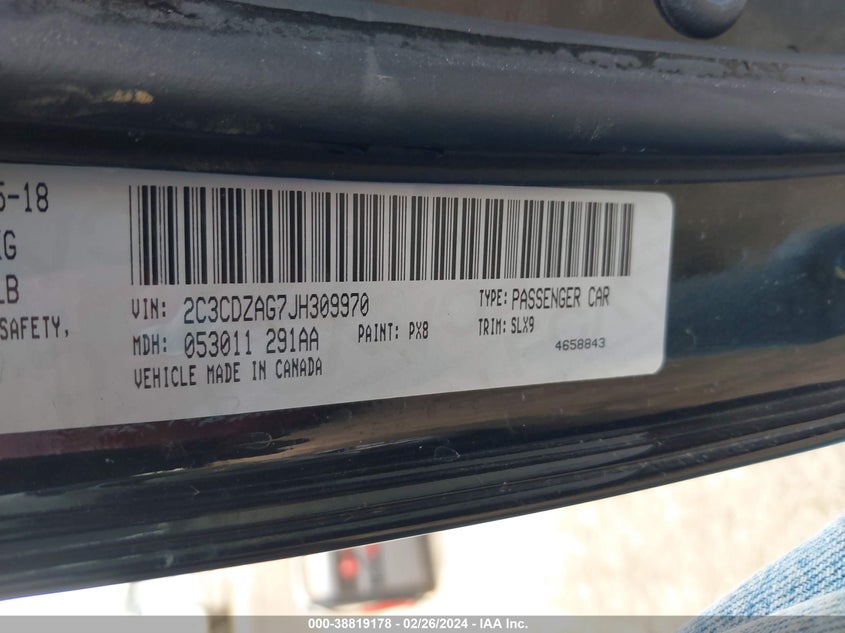 5-18
KG
LB
SAFETY,
VIN: 2C3CDZAG7JH309970
TYPE: PASSENGER CAR
MDH: 053011 291AA
PAINT: PX8
TRIM: SLX9
VEHICLE MADE IN CANADA
4658843
000-38819178 - 02/26/2024 - IAA Inc.